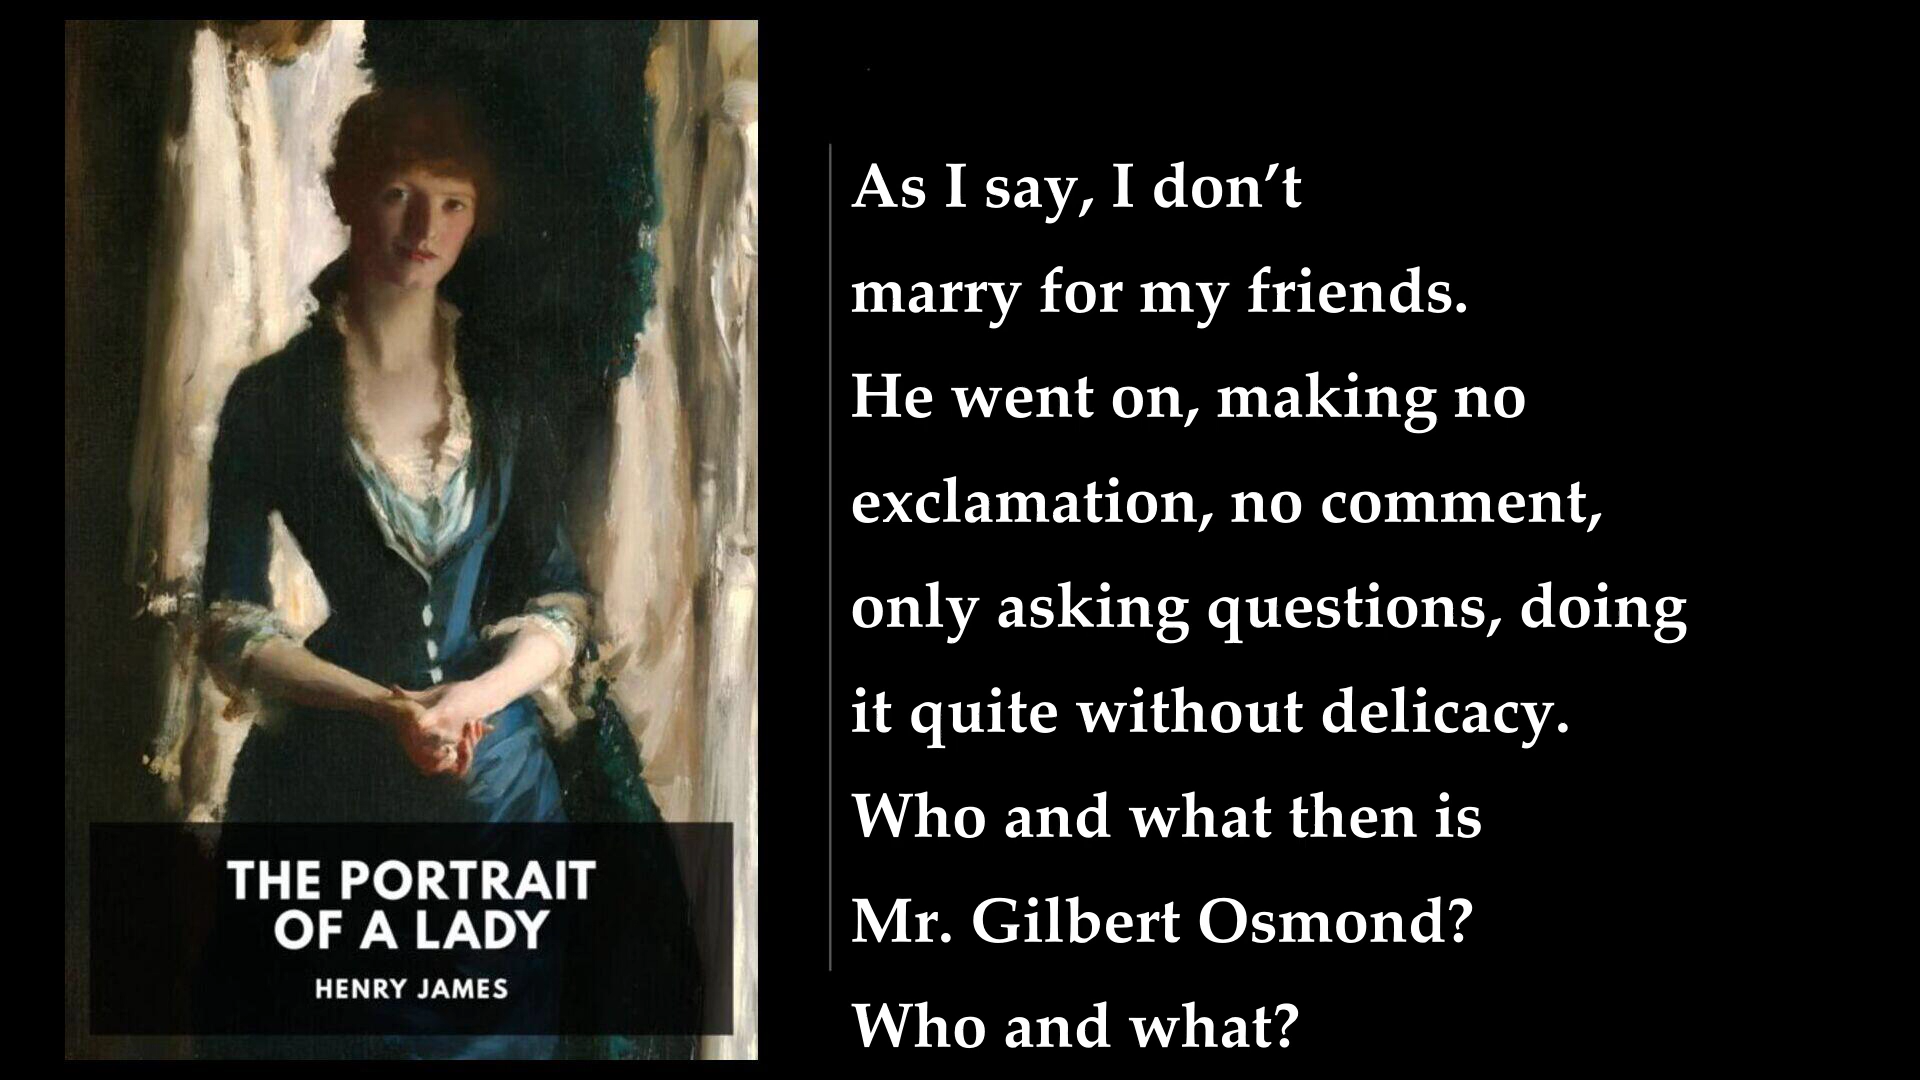 THE PORTRAIT
OF A LADY
HENRY JAMES
As I say, I don’t
marry for my friends.
He went on, making no
exclamation, no comment,
only asking questions, doing
it quite without delicacy.
Who and what then is
Mr. Gilbert Osmond?
Who and what?